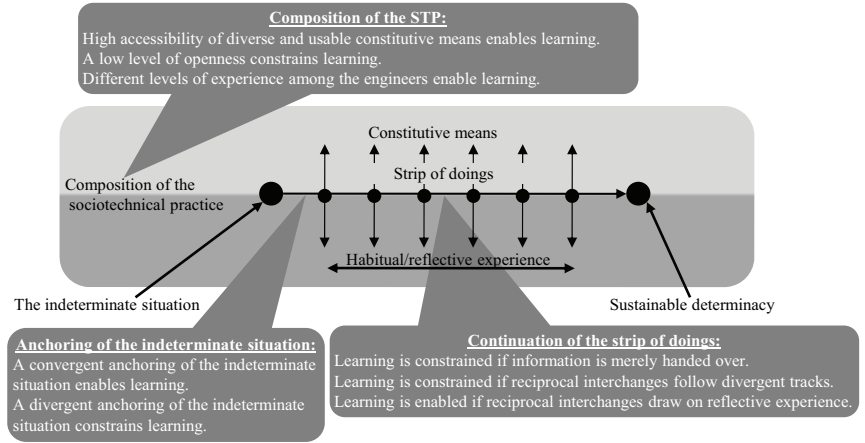 Composition of the STP:
High accessibility of diverse and usable constitutive means enables learning.
A low level of openness constrains learning.
Different levels of experience among the engineers enable learning.
Constitutive means
Strip of doings
Composition of the
sociotechnical practice
Habitual/reflective experience
The indeterminate situation
Sustainable determinacy
Anchoring of the indeterminate situation:
A convergent anchoring of the indeterminate
situation enables learning.
A divergent anchoring of the indeterminate
situation constrains learning.
Continuation of the strip of doings:
Learning is constrained if information is merely handed over.
Learning is constrained if reciprocal interchanges follow divergent tracks.
Learning is enabled if reciprocal interchanges draw on reflective experience.